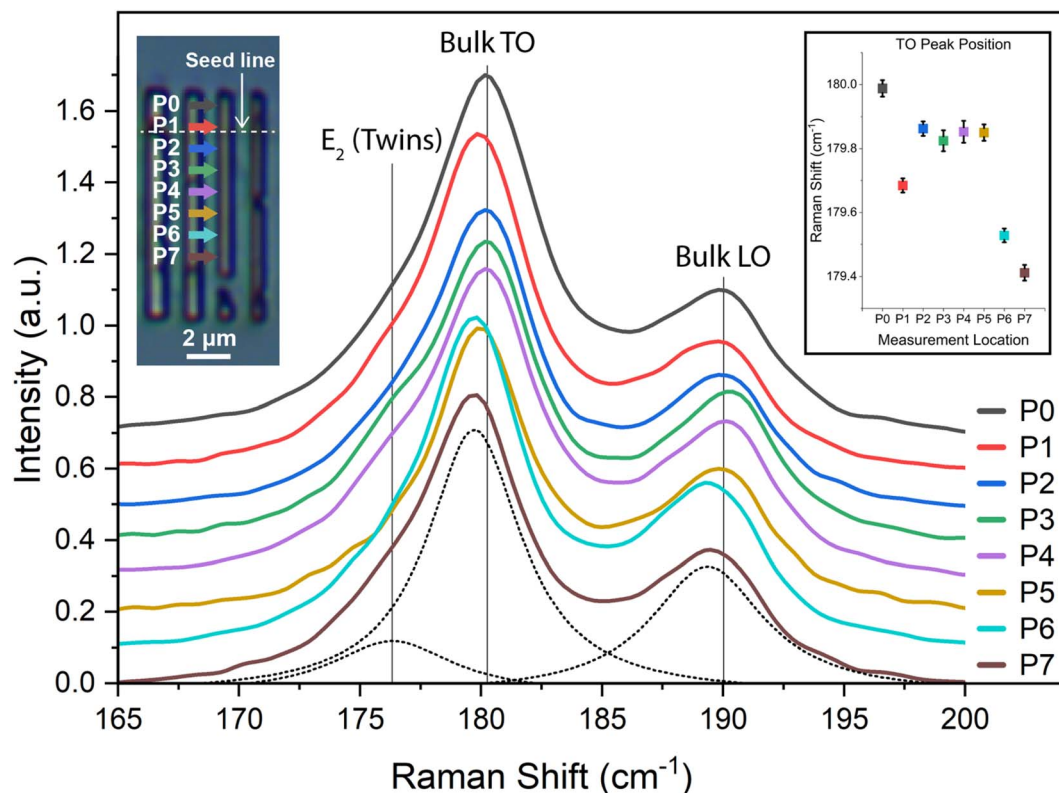 Bulk TO
E₂ (Twins)
Bulk LO
Seed line
P0
P1
P2
P3
P4
P5
P6
P7
2 µm
TO Peak Position
Raman Shift (cm⁻¹)
180.0
179.8
179.6
179.4
P0 P1 P2 P3 P4 P5 P6 P7
Measurement Location
P0
P1
P2
P3
P4
P5
P6
P7
Intensity (a.u.)
1.6
1.4
1.2
1.0
0.8
0.6
0.4
0.2
0.0
165 170 175 180 185 190 195 200
Raman Shift (cm⁻¹)